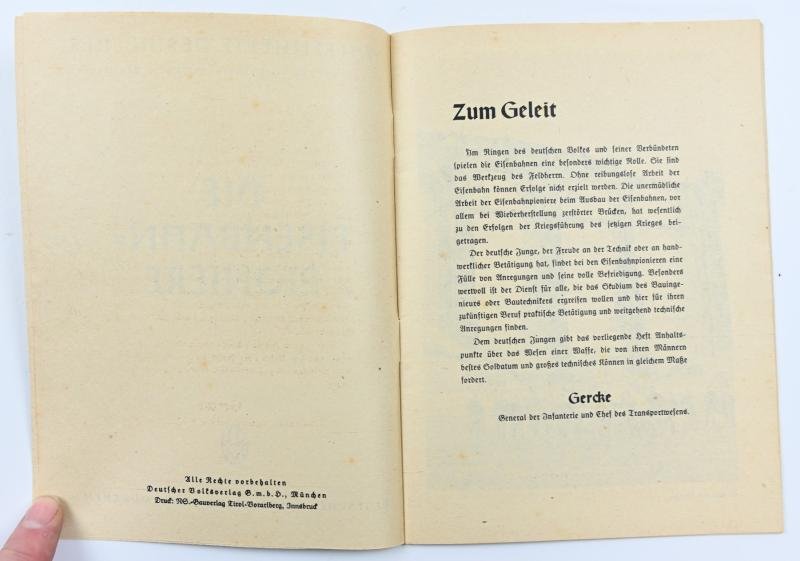 Alle Rechte vorbehalten
Deutscher Volksverlag G.m.b.H., München
Druck: NS.-Gauverlag Tirol-Vorarlberg, Innsbruck
Zum Geleit
Im Ringen des deutschen Volkes und seiner Verbündeten
spielen die Eisenbahnen eine besonders wichtige Rolle. Sie sind
das Werkzeug des Feldherrn. Ohne reibungslose Arbeit der
Eisenbahn können Erfolge nicht erzielt werden. Die unermüdliche
Arbeit der Eisenbahnpioniere beim Ausbau der Eisenbahnen, vor
allem bei Wiederherstellung zerstörter Brücken, hat wesentlich
zu den Erfolgen der Kriegsführung des jetzigen Krieges bei-
getragen.
Der deutsche Junge, der Freude an der Technik oder an hand-
werklicher Betätigung hat, findet bei den Eisenbahnpionieren eine
Fülle von Anregungen und seine volle Befriedigung. Besonders
wertvoll ist der Dienst für alle, die das Studium des Bauinge-
nieurs oder Bautechnikers ergreifen wollen und hier für ihren
zukünftigen Beruf praktische Betätigung und weitgehend technische
Anregungen finden.
Dem deutschen Jungen gibt das vorliegende Heft Anhalts-
punkte über das Wesen einer Waffe, die von ihren Männern
bestes Soldatum und großes technisches Können in gleichem Maße
fordert.
Gercke
General der Infanterie und Chef des Transportwesens.